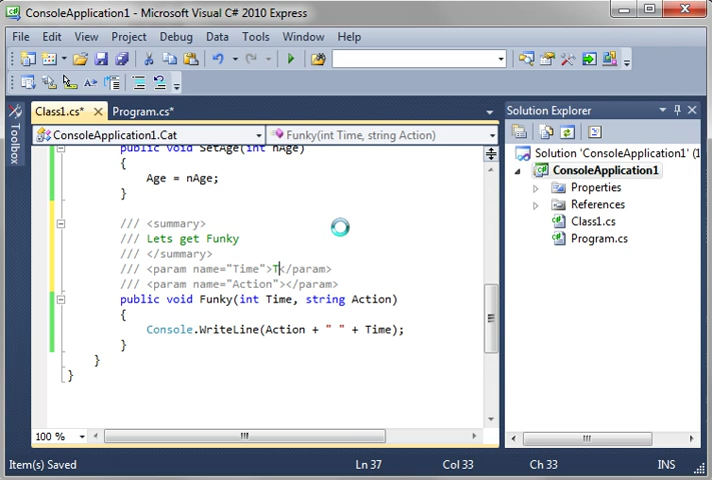 ConsoleApplication1 - Microsoft Visual C# 2010 Express
File Edit View Project Debug Data Tools Window Help
Class1.cs* Program.cs*
ConsoleApplication1.Cat Funky(int Time, string Action)
Toolbox
public void SetAge(int nAge)
{
Age = nAge;
}
/// <summary>
/// Lets get Funky
/// </summary>
/// <param name="Time">T</param>
/// <param name="Action"></param>
public void Funky(int Time, string Action)
{
Console.WriteLine(Action + " " + Time);
}
}
}
100 %
Solution Explorer
Solution 'ConsoleApplication1' (1
ConsoleApplication1
Properties
References
Class1.cs
Program.cs
Item(s) Saved Ln 37 Col 33 Ch 33 INS